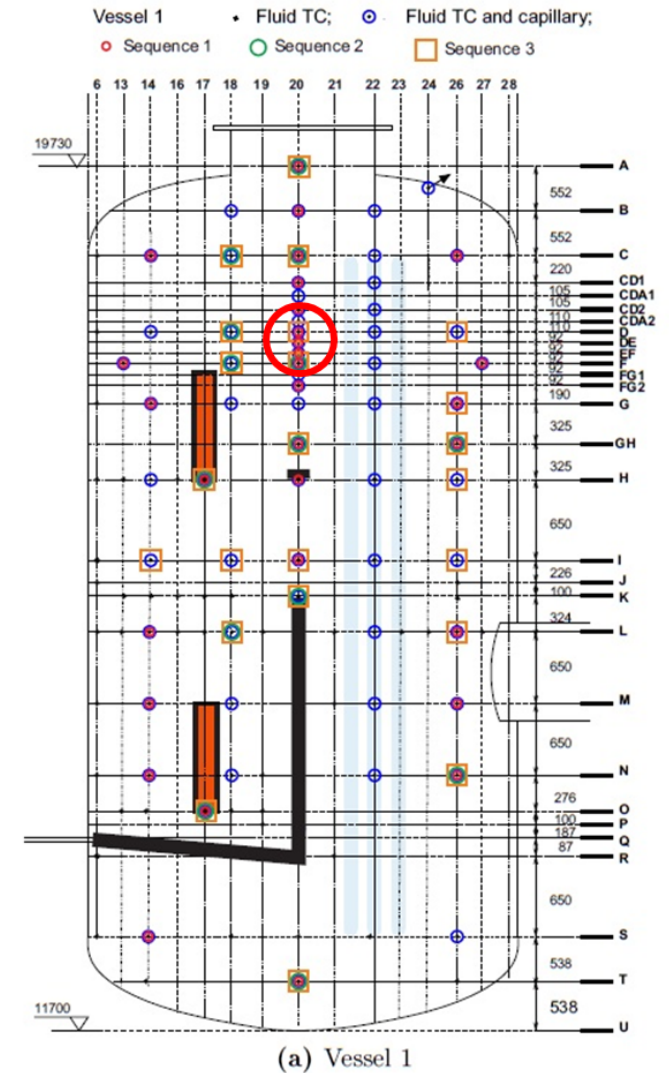 Vessel 1 Fluid TC; Fluid TC and capillary;
Sequence 1 Sequence 2 Sequence 3
6 13 14 16 17 18 19 20 21 22 23 24 26 27 28
19730
A
552
B
552
C
220
CD1
105
CDA1
105
CD2
110
CDA2
110
D
92
DE
92
EF
92
F
92
FG1
92
FG2
190
G
325
GH
325
H
650
I
226
J
100
K
324
L
650
M
650
N
276
O
100
P
187
Q
87
R
650
S
538
T
11700
538
U
(a) Vessel 1